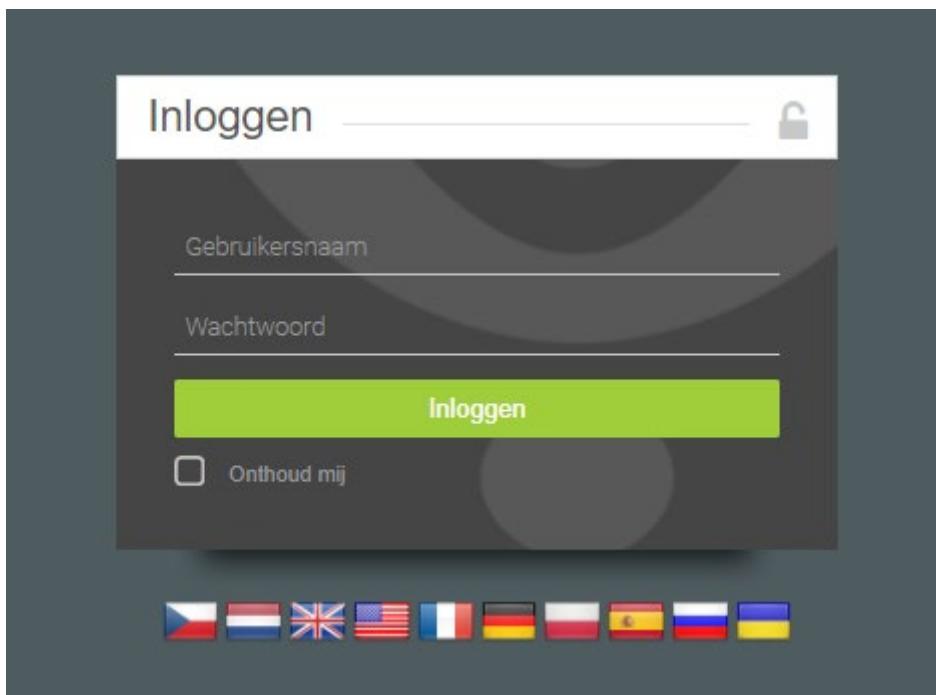 Inloggen
Gebruikersnaam
Wachtwoord
Inloggen
Onthoud mij